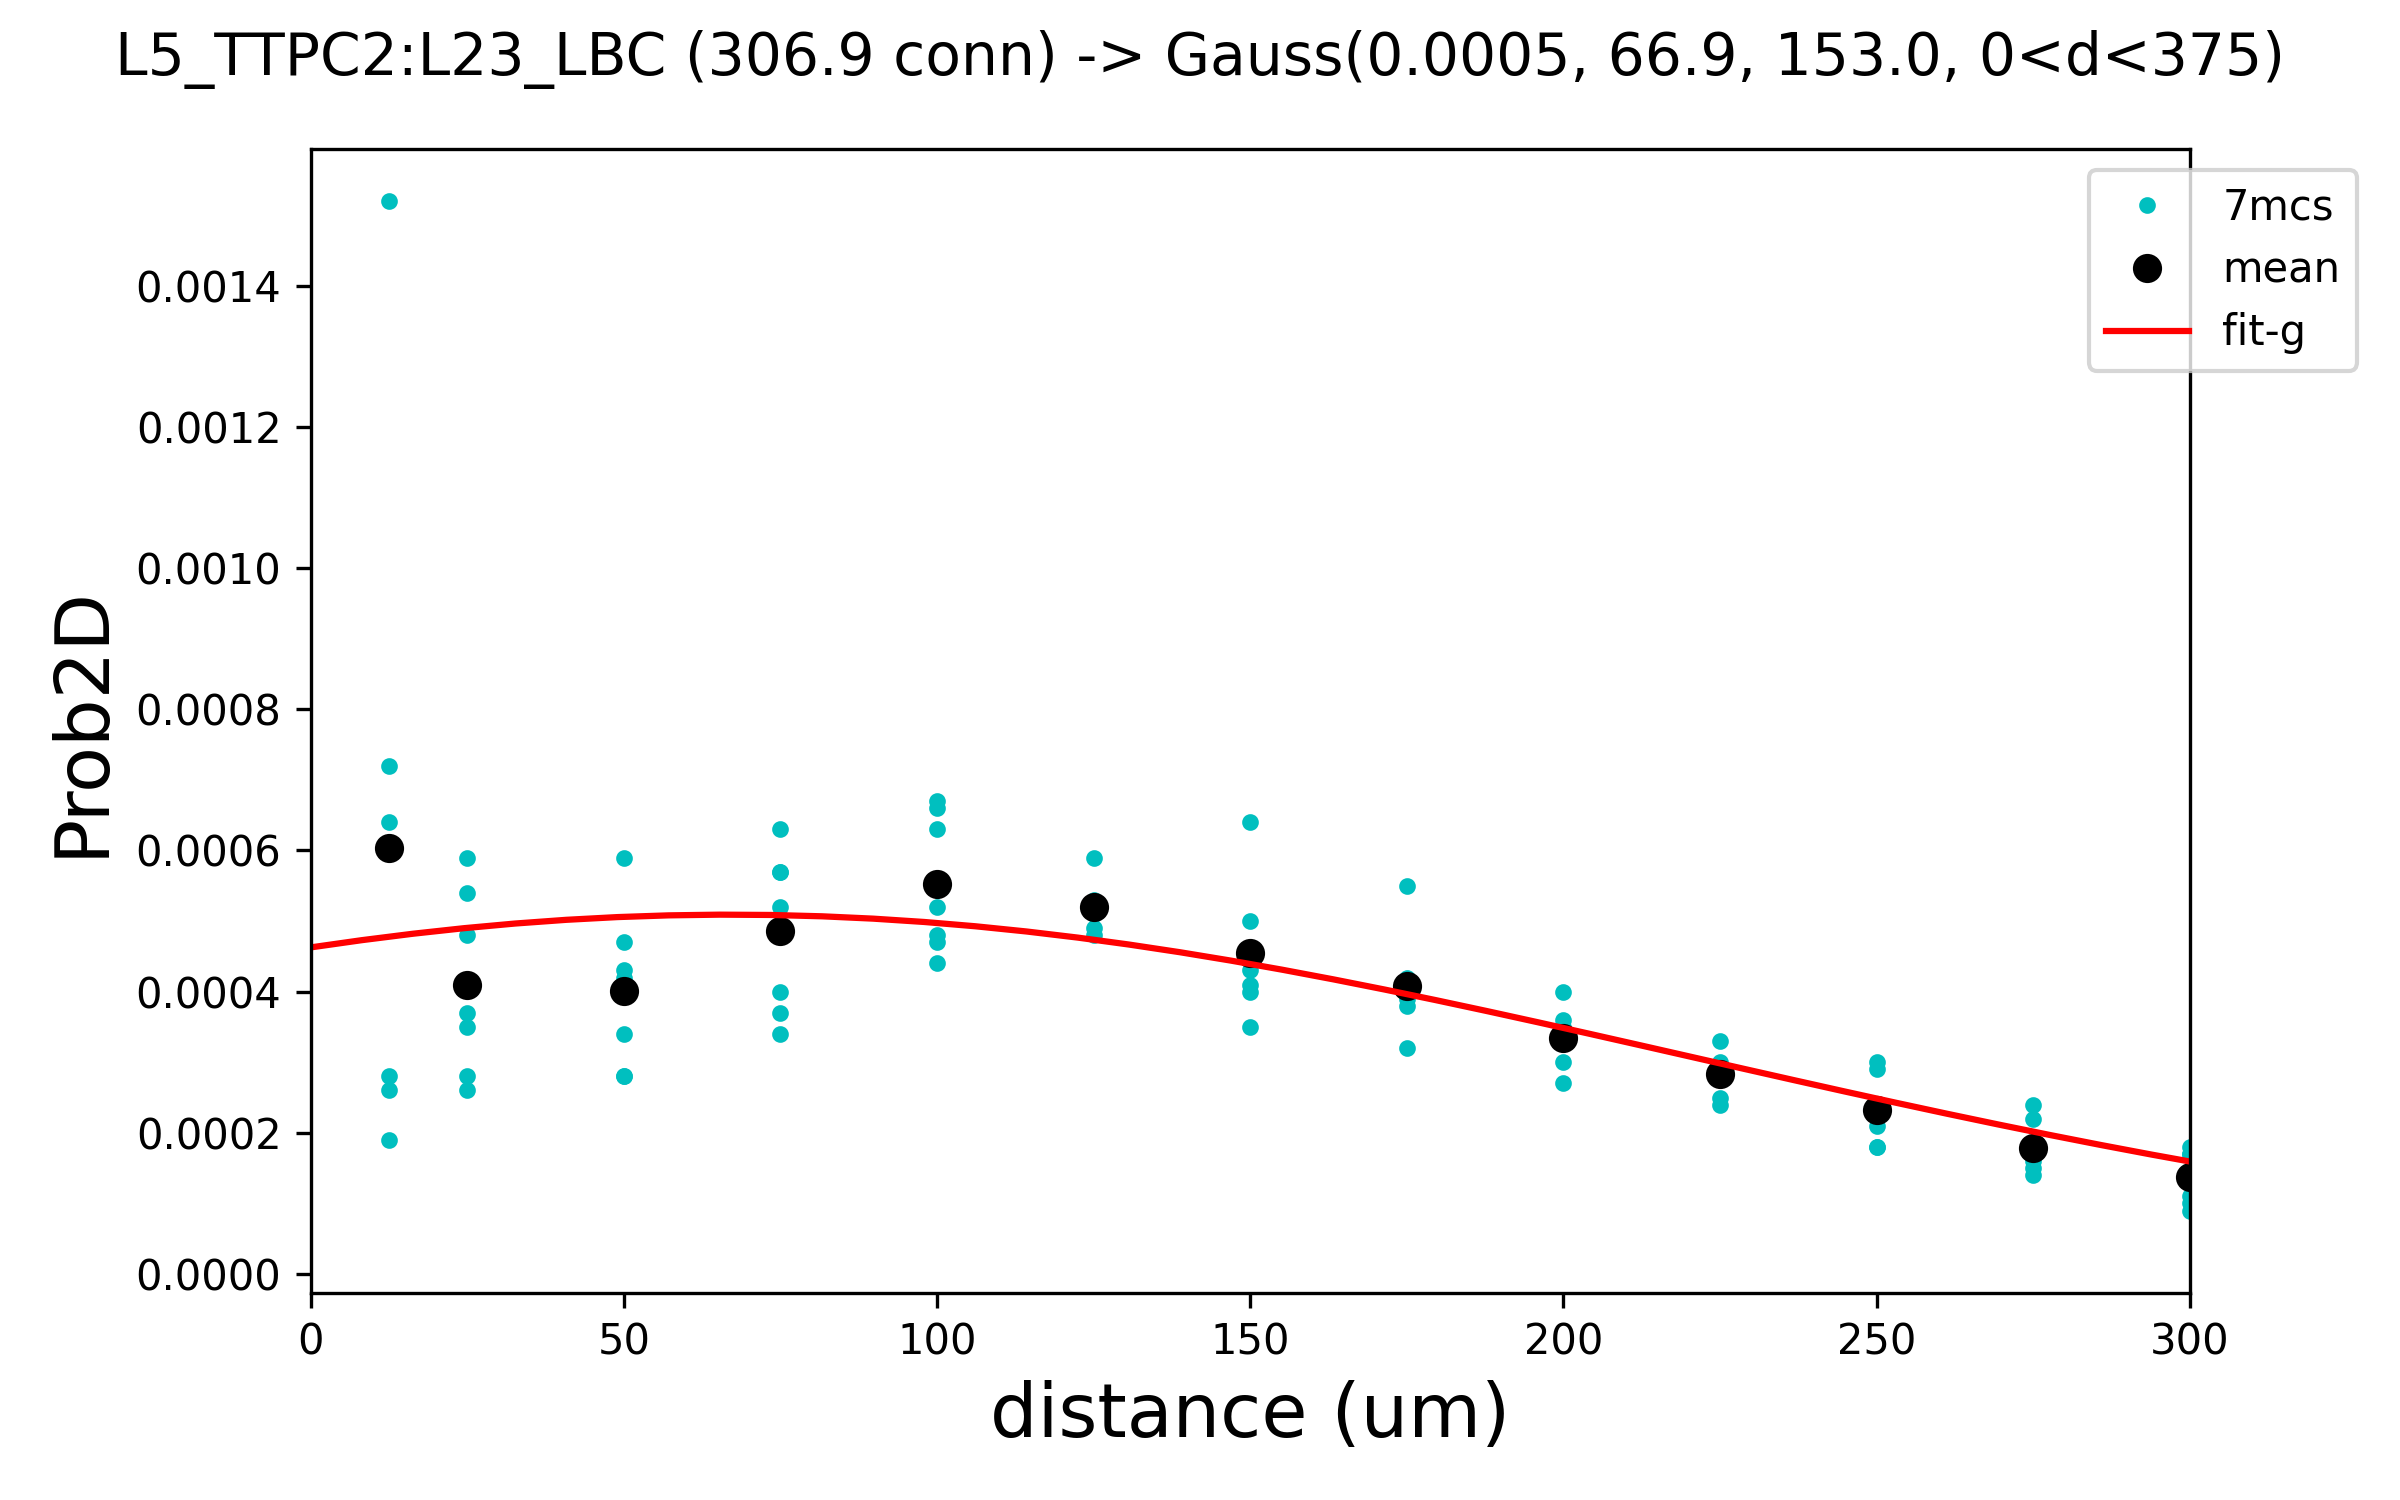 L5_TTPC2:L23_LBC (306.9 conn) -> Gauss(0.0005, 66.9, 153.0, 0<d<375)
7mcs
mean
fit-g
Prob2D
0.0014
0.0012
0.0010
0.0008
0.0006
0.0004
0.0002
0.0000
0 50 100 150 200 250 300
distance (um)